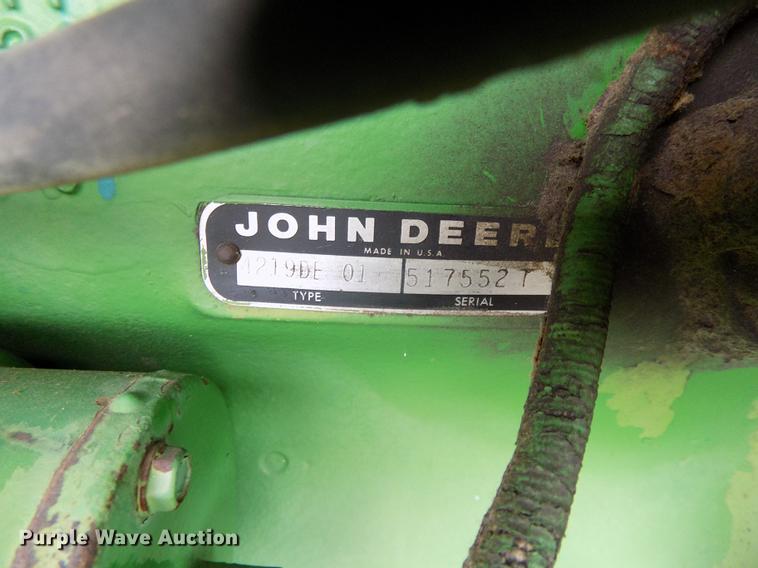 JOHN DEERE
MADE IN U.S.A.
4219DE 01 517552T
TYPE SERIAL
Purple Wave Auction